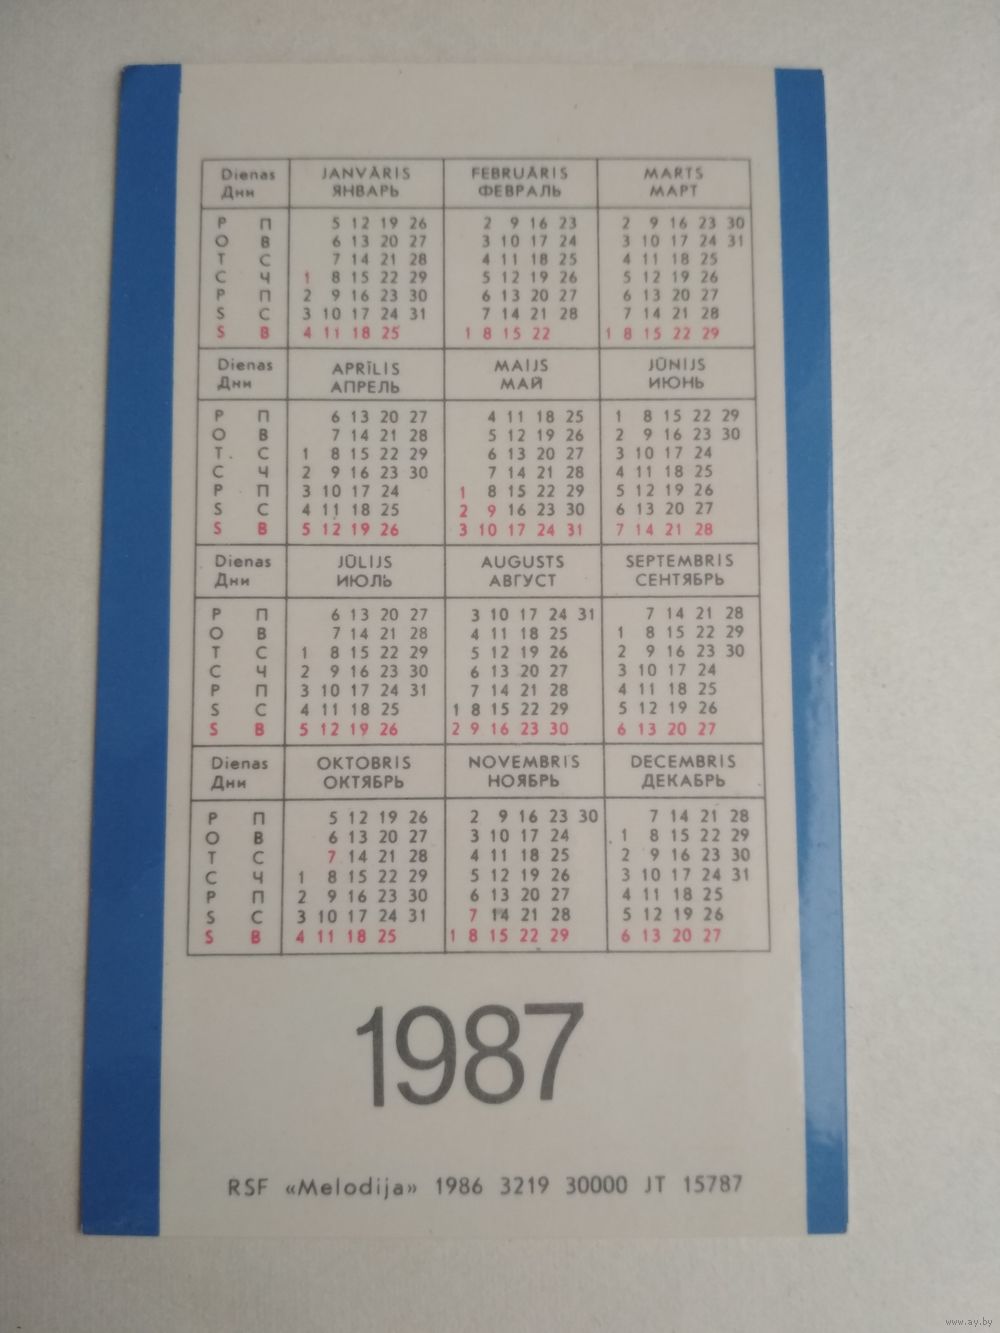 Dienas JANVĀRIS FEBRUĀRIS MARTS
Дни ЯНВАРЬ ФЕВРАЛЬ МАРТ
P П 5 12 19 26 2 9 16 23 2 9 16 23 30
O В 6 13 20 27 3 10 17 24 3 10 17 24 31
T С 7 14 21 28 4 11 18 25 4 11 18 25
C Ч 1 8 15 22 29 5 12 19 26 5 12 19 26
P П 2 9 16 23 30 6 13 20 27 6 13 20 27
S С 3 10 17 24 31 7 14 21 28 7 14 21 28
S В 4 11 18 25 1 8 15 22 1 8 15 22 29
Dienas APRĪLIS MAIJS JŪNIJS
Дни АПРЕЛЬ МАЙ ИЮНЬ
P П 6 13 20 27 4 11 18 25 1 8 15 22 29
O В 7 14 21 28 5 12 19 26 2 9 16 23 30
T. С 1 8 15 22 29 6 13 20 27 3 10 17 24
C Ч 2 9 16 23 30 7 14 21 28 4 11 18 25
P П 3 10 17 24 1 8 15 22 29 5 12 19 26
S С 4 11 18 25 2 9 16 23 30 6 13 20 27
S В 5 12 19 26 3 10 17 24 31 7 14 21 28
Dienas JŪLIJS AUGUSTS SEPTEMBRIS
Дни ИЮЛЬ АВГУСТ СЕНТЯБРЬ
P П 6 13 20 27 3 10 17 24 31 7 14 21 28
O В 7 14 21 28 4 11 18 25 1 8 15 22 29
T С 1 8 15 22 29 5 12 19 26 2 9 16 23 30
C Ч 2 9 16 23 30 6 13 20 27 3 10 17 24
P П 3 10 17 24 31 7 14 21 28 4 11 18 25
S С 4 11 18 25 1 8 15 22 29 5 12 19 26
S В 5 12 19 26 2 9 16 23 30 6 13 20 27
Dienas OKTOBRIS NOVEMBRIS DECEMBRIS
Дни ОКТЯБРЬ НОЯБРЬ ДЕКАБРЬ
P П 5 12 19 26 2 9 16 23 30 7 14 21 28
O В 6 13 20 27 3 10 17 24 1 8 15 22 29
T С 7 14 21 28 4 11 18 25 2 9 16 23 30
C Ч 1 8 15 22 29 5 12 19 26 3 10 17 24 31
P П 2 9 16 23 30 6 13 20 27 4 11 18 25
S С 3 10 17 24 31 7 14 21 28 5 12 19 26
S В 4 11 18 25 1 8 15 22 29 6 13 20 27
1987
RSF «Melodija» 1986 3219 30000 JT 15787
www.ay.by